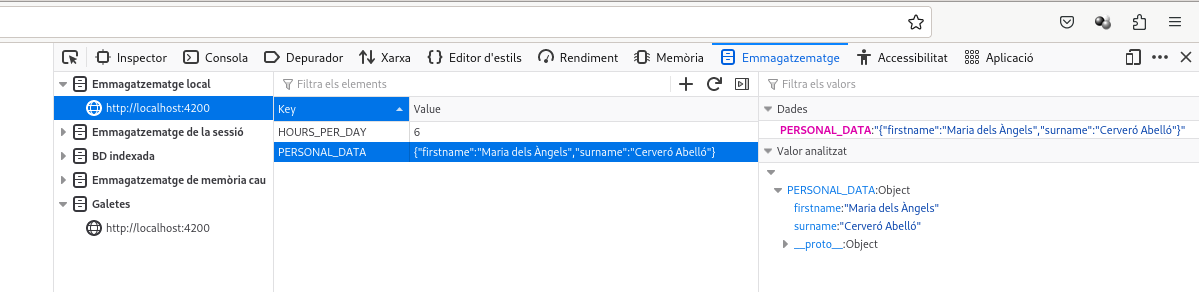 Inspector Consola Depurador Xarxa Editor d'estils Rendiment Memòria Emmagatzematge Accessibilitat Aplicació
Emmagatzematge local
http://localhost:4200
Emmagatzematge de la sessió
BD indexada
Emmagatzematge de memòria cau
Galetes
http://localhost:4200
Filtra els elements
Key Value
HOURS_PER_DAY 6
PERSONAL_DATA {"firstname":"Maria dels Àngels","surname":"Cerveró Abelló"}
Filtra els valors
Dades
PERSONAL_DATA:"{"firstname":"Maria dels Àngels","surname":"Cerveró Abelló"}"
Valor analitzat
PERSONAL_DATA:Object
firstname:"Maria dels Àngels"
surname:"Cerveró Abelló"
__proto__:Object